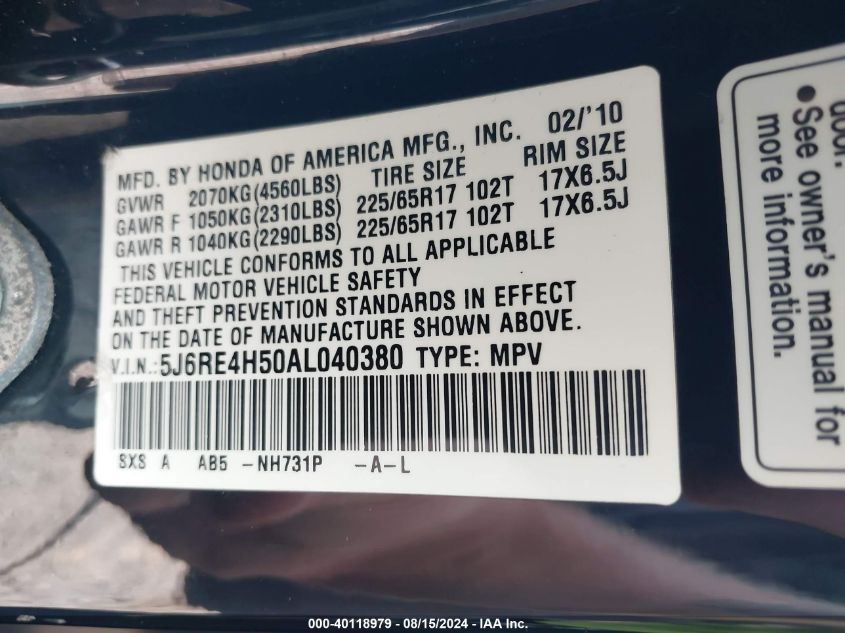 MFD. BY HONDA OF AMERICA MFG., INC. 02/'10
GVWR 2070KG(4560LBS) TIRE SIZE RIM SIZE
GAWR F 1050KG(2310LBS) 225/65R17 102T 17X6.5J
GAWR R 1040KG(2290LBS) 225/65R17 102T 17X6.5J
THIS VEHICLE CONFORMS TO ALL APPLICABLE
FEDERAL MOTOR VEHICLE SAFETY
AND THEFT PREVENTION STANDARDS IN EFFECT
ON THE DATE OF MANUFACTURE SHOWN ABOVE.
V.I.N.:5J6RE4H50AL040380 TYPE: MPV
SXS A AB5 -NH731P -A-L
door.
•See owner's manual for
more information.
000-40118979 - 08/15/2024 - IAA Inc.